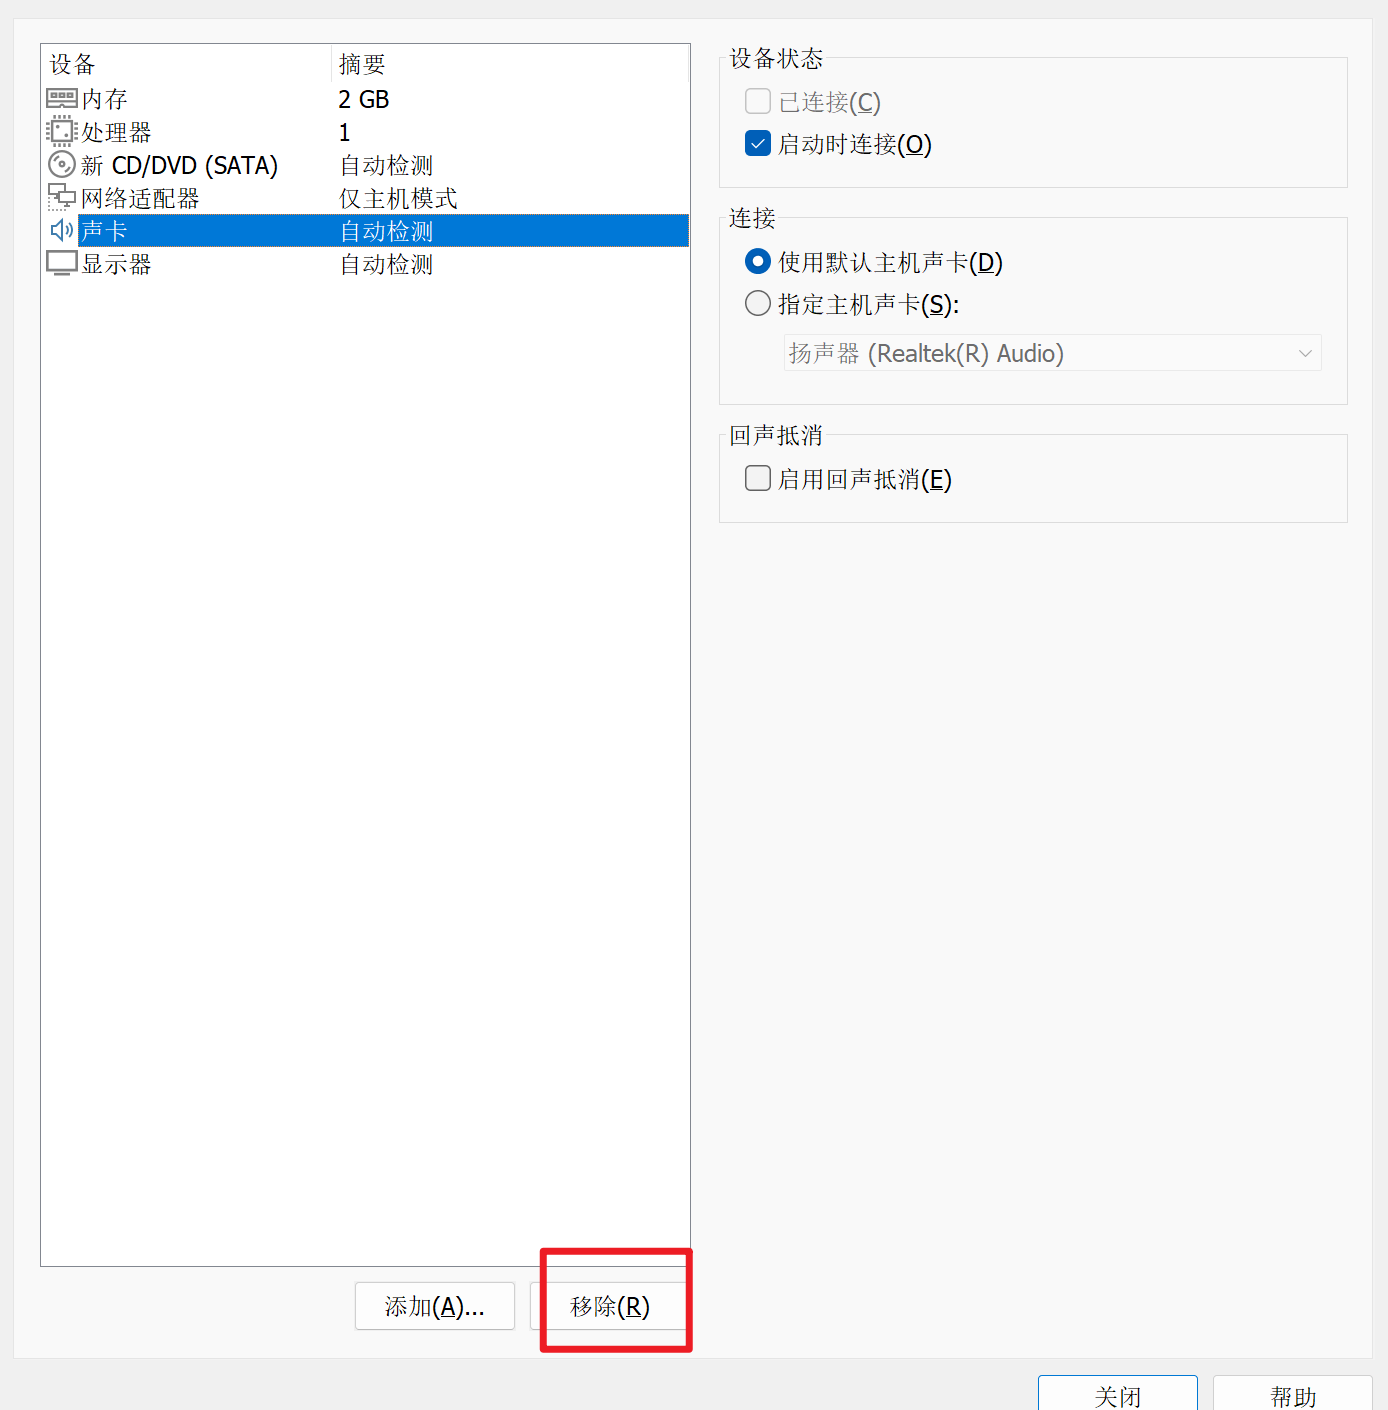 设备 摘要
内存 2 GB
处理器 1
新 CD/DVD (SATA) 自动检测
网络适配器 仅主机模式
声卡 自动检测
显示器 自动检测
添加(A)... 移除(R)
设备状态
已连接(C)
启动时连接(O)
连接
使用默认主机声卡(D)
指定主机声卡(S):
扬声器 (Realtek(R) Audio)
回声抵消
启用回声抵消(E)
关闭 帮助